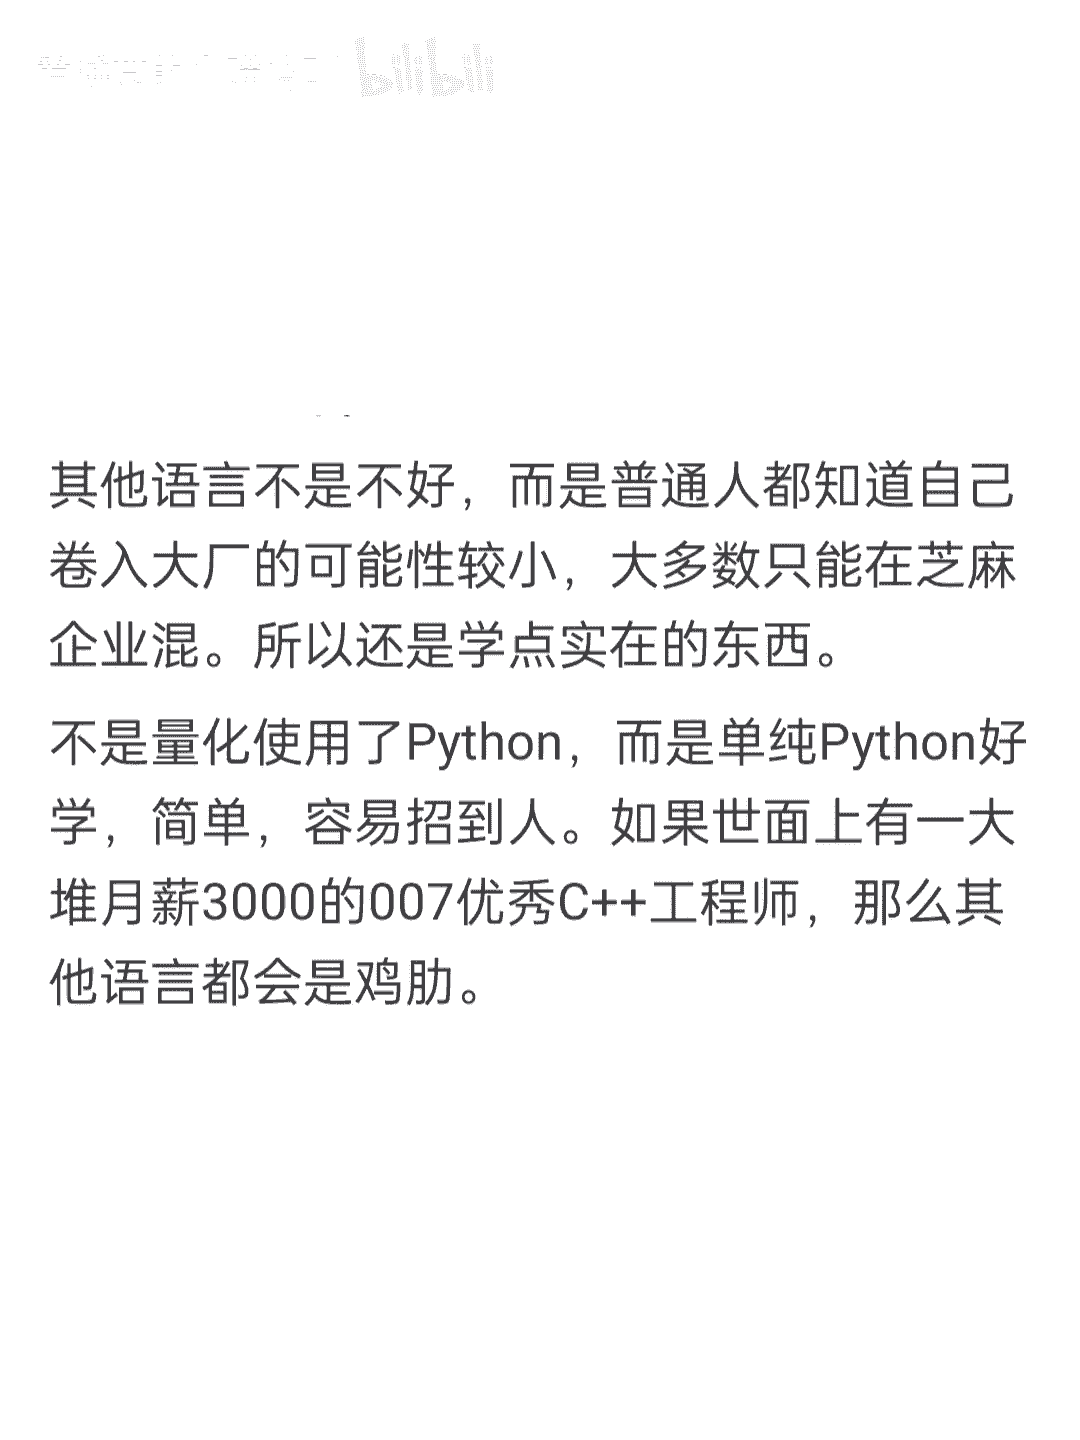 bilibili
其他语言不是不好，而是普通人都知道自己
卷入大厂的可能性较小，大多数只能在芝麻
企业混。所以还是学点实在的东西。
不是量化使用了Python，而是单纯Python好
学，简单，容易招到人。如果世面上有一大
堆月薪3000的007优秀C++工程师，那么其
他语言都会是鸡肋。